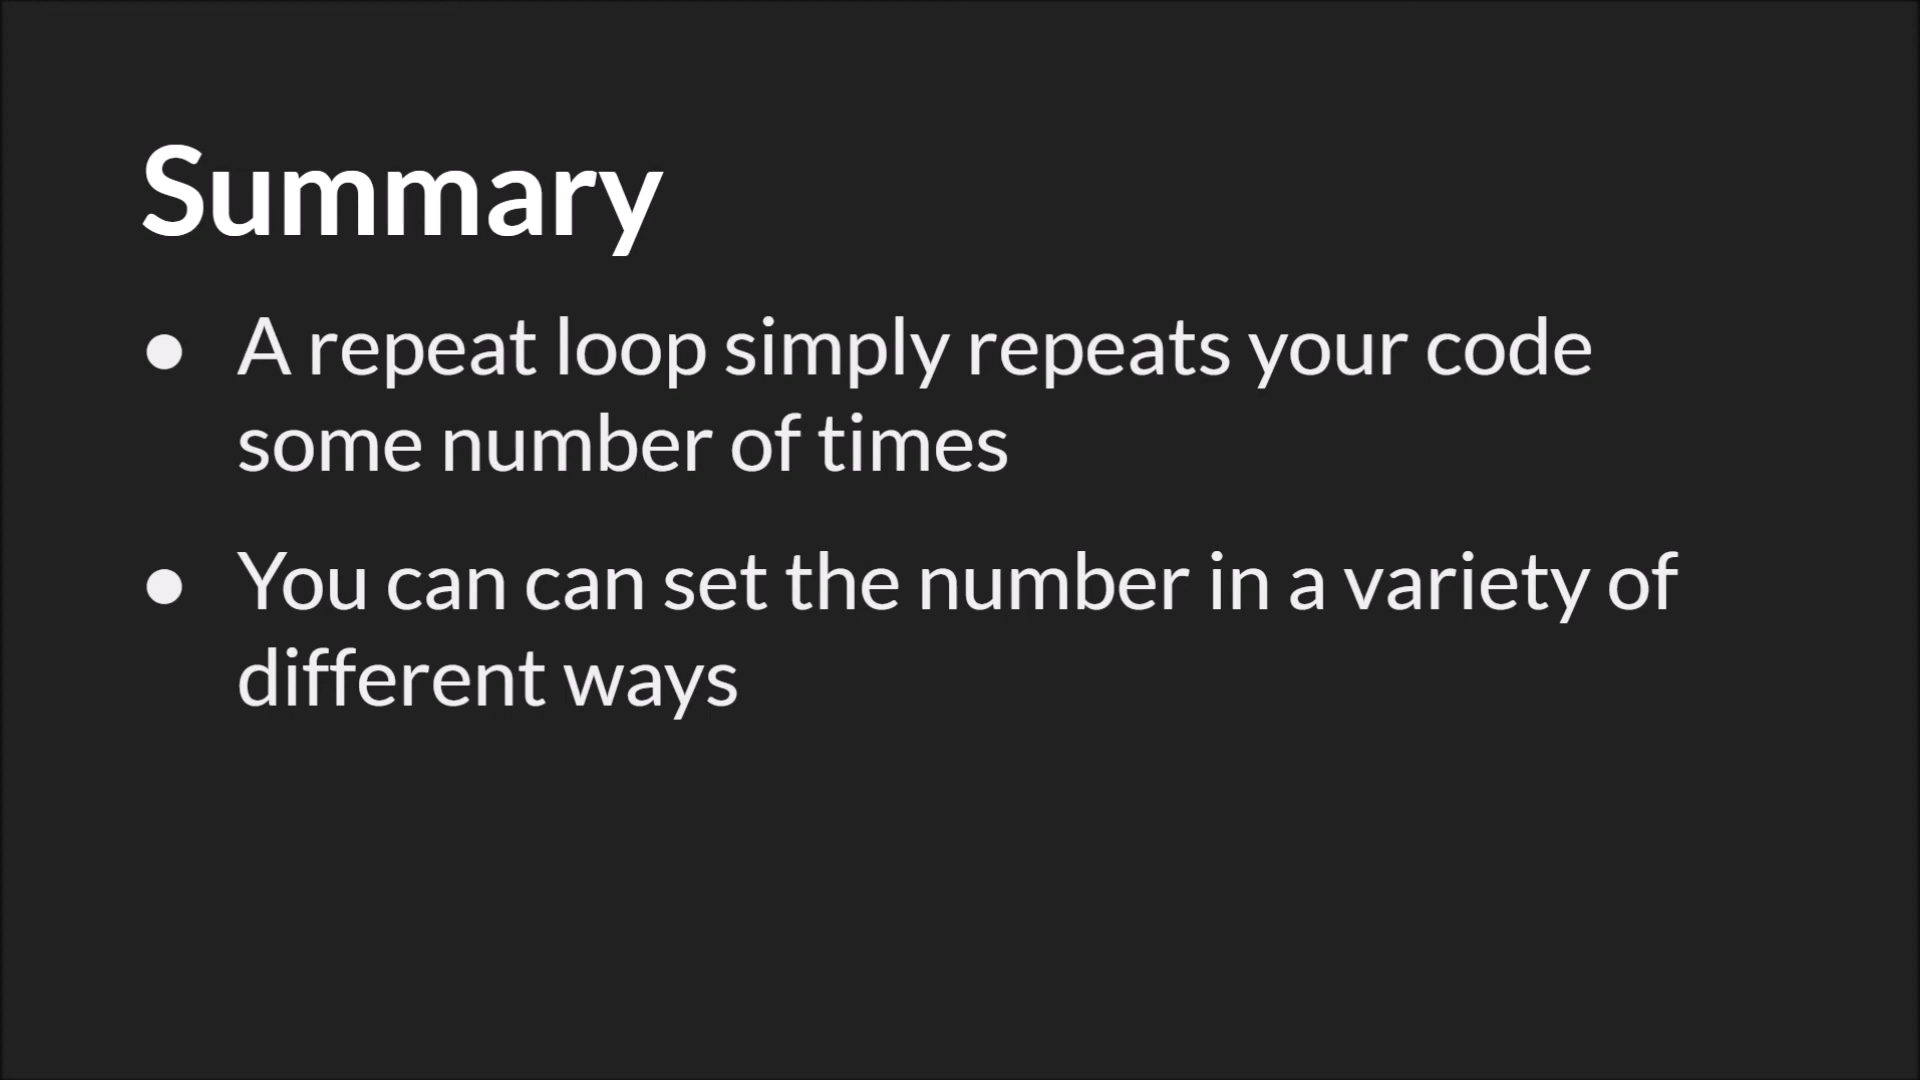 Summary
● A repeat loop simply repeats your code
some number of times
● You can can set the number in a variety of
different ways